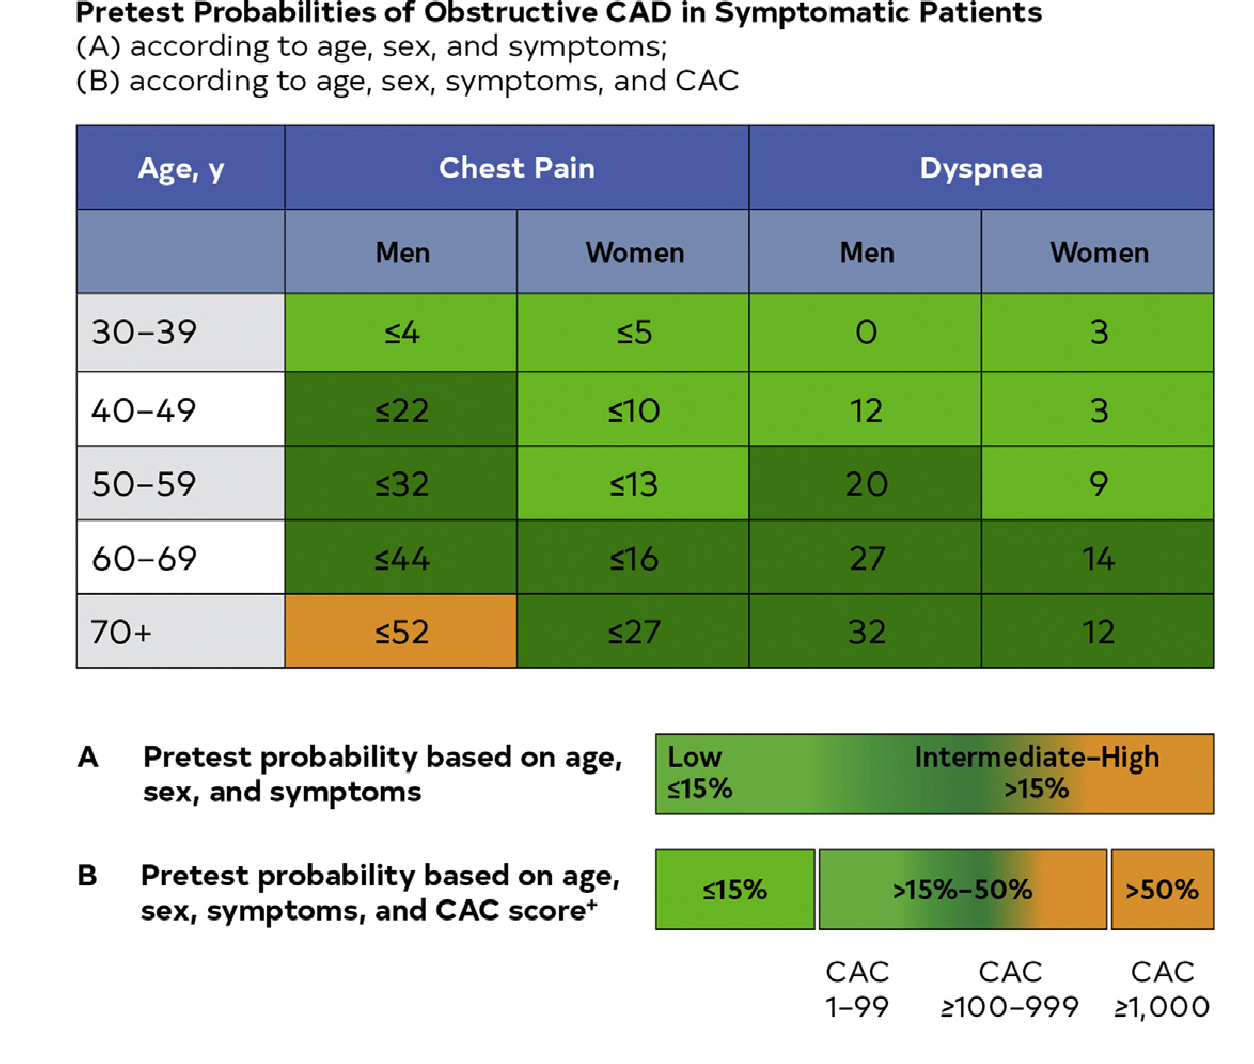 Pretest Probabilities of Obstructive CAD in Symptomatic Patients
(A) according to age, sex, and symptoms;
(B) according to age, sex, symptoms, and CAC
Age, y Chest Pain Dyspnea
Men Women Men Women
30–39 ≤4 ≤5 0 3
40–49 ≤22 ≤10 12 3
50–59 ≤32 ≤13 20 9
60–69 ≤44 ≤16 27 14
70+ ≤52 ≤27 32 12
A Pretest probability based on age,
sex, and symptoms
Low Intermediate–High
≤15% >15%
B Pretest probability based on age,
sex, symptoms, and CAC score+
≤15% >15%–50% >50%
CAC CAC CAC
1–99 ≥100–999 ≥1,000